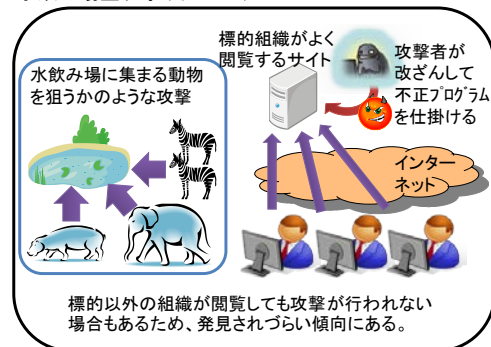 水飲み場に集まる動物
を狙うかのような攻撃
標的組織がよく
閲覧するサイト
攻撃者が
改ざんして
不正プログラム
を仕掛ける
インター
ネット
標的以外の組織が閲覧しても攻撃が行われない
場合もあるため、発見されづらい傾向にある。